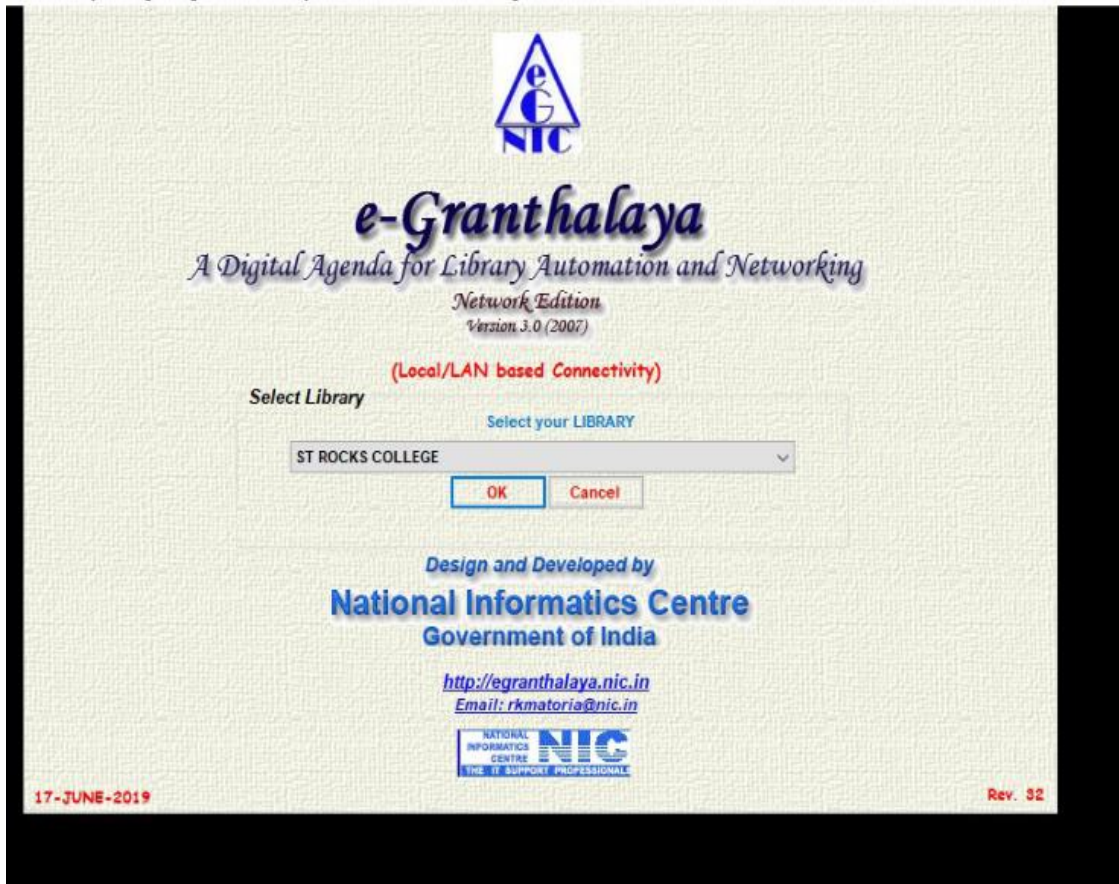 eG
NIC
e-Granthalaya
A Digital Agenda for Library Automation and Networking
Network Edition
Version 3.0 (2007)
(Local/LAN based Connectivity)
Select Library
Select your LIBRARY
ST ROCKS COLLEGE
OK Cancel
Design and Developed by
National Informatics Centre
Government of India
http://egranthalaya.nic.in
Email: rkmatoria@nic.in
NATIONAL
INFORMATICS
CENTRE
NIC
THE IT SUPPORT PROFESSIONALS
17-JUNE-2019 Rev. 32